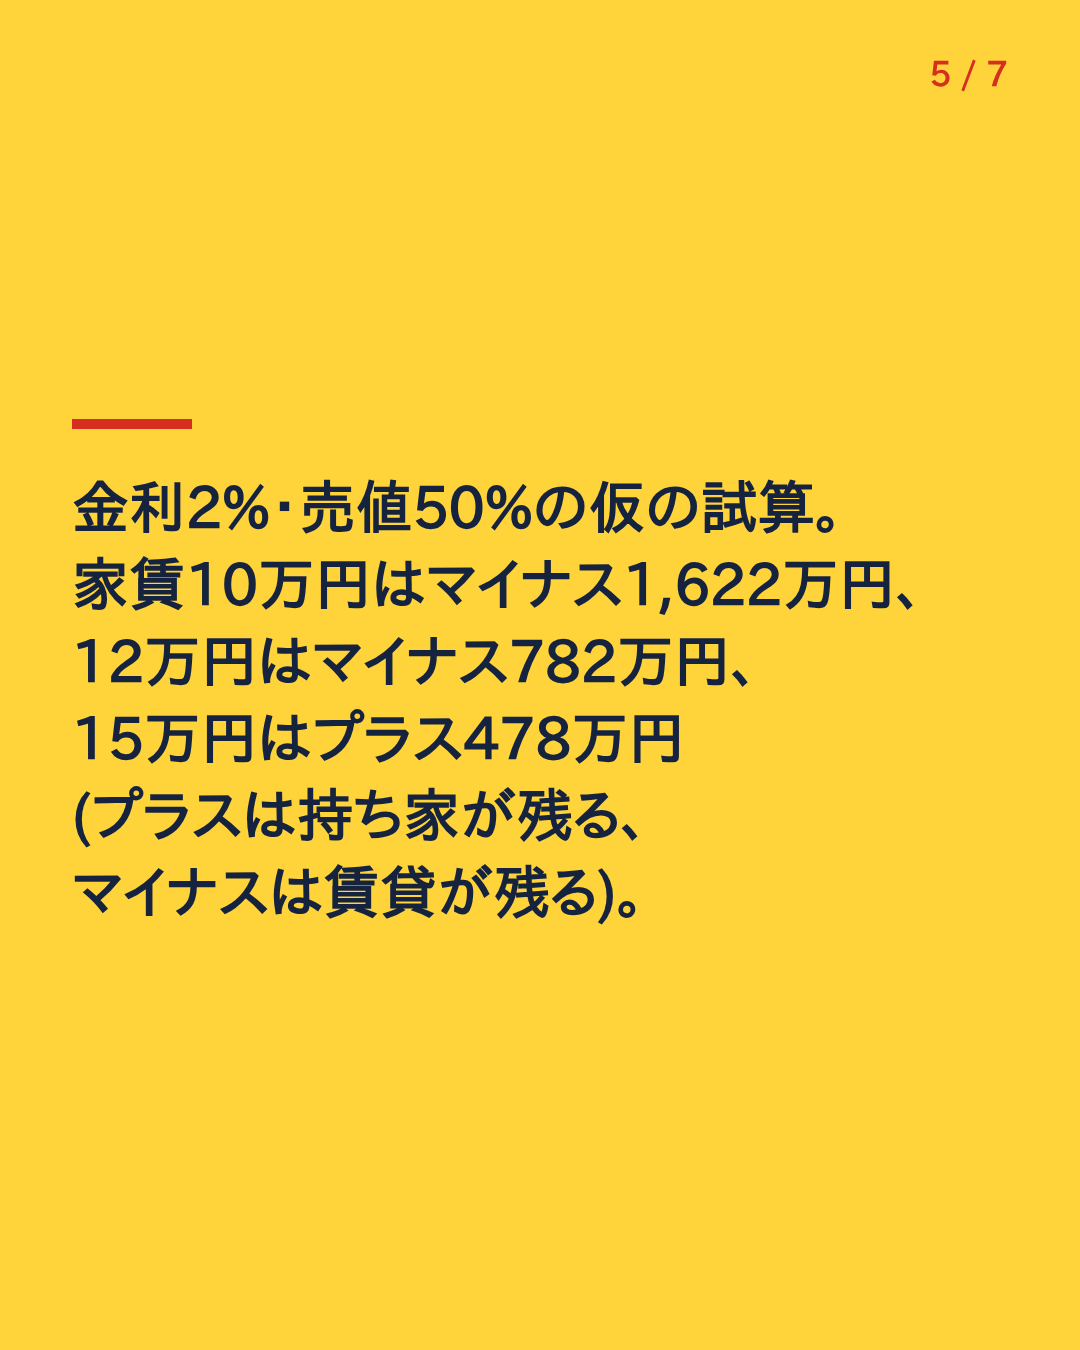 5 / 7
金利2%・売値50%の仮の試算。
家賃10万円はマイナス1,622万円、
12万円はマイナス782万円、
15万円はプラス478万円
(プラスは持ち家が残る、
マイナスは賃貸が残る)。